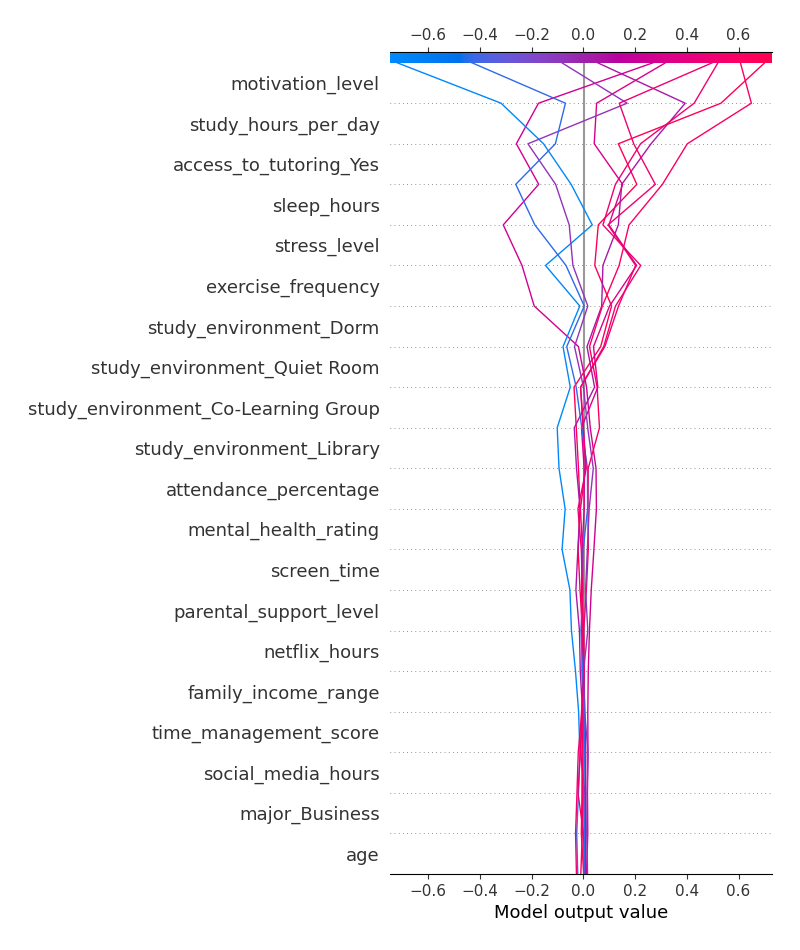 −0.6 −0.4 −0.2 0.0 0.2 0.4 0.6
motivation_level
study_hours_per_day
access_to_tutoring_Yes
sleep_hours
stress_level
exercise_frequency
study_environment_Dorm
study_environment_Quiet Room
study_environment_Co-Learning Group
study_environment_Library
attendance_percentage
mental_health_rating
screen_time
parental_support_level
netflix_hours
family_income_range
time_management_score
social_media_hours
major_Business
age
−0.6 −0.4 −0.2 0.0 0.2 0.4 0.6
Model output value